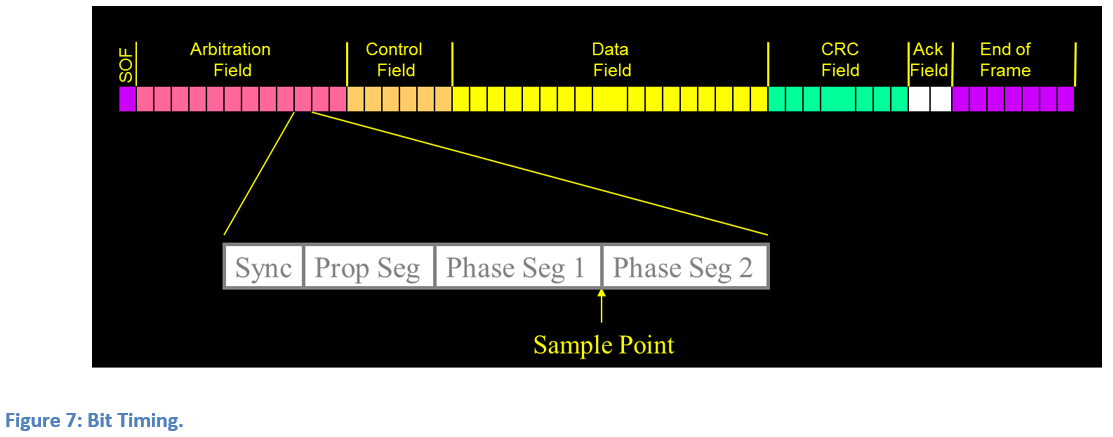 SOF
Arbitration
Field
Control
Field
Data
Field
CRC
Field
Ack
Field
End of
Frame
Sync
Prop Seg
Phase Seg 1
Phase Seg 2
Sample Point
Figure 7: Bit Timing.